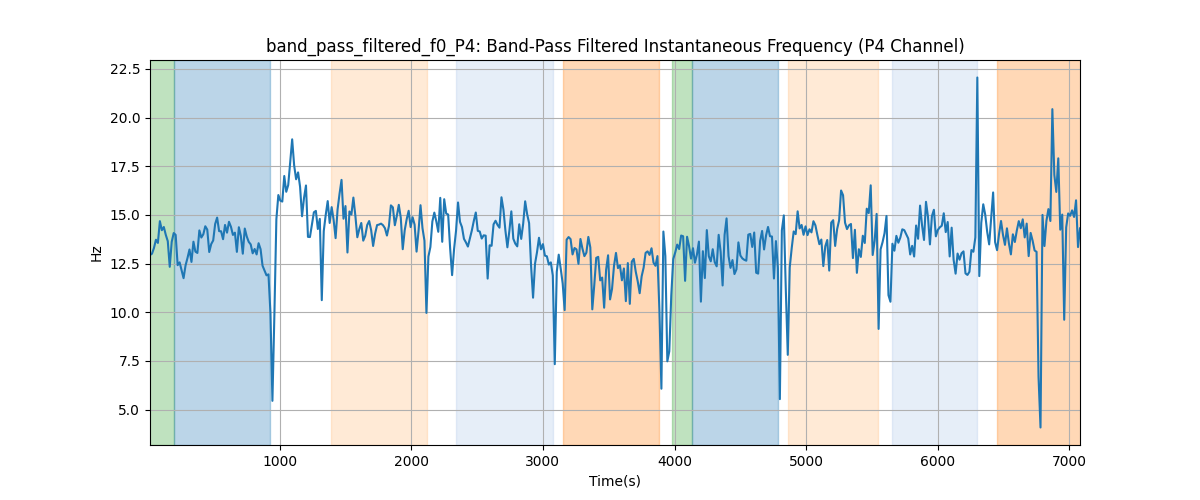 band_pass_filtered_f0_P4: Band-Pass Filtered Instantaneous Frequency (P4 Channel)
22.5
20.0
17.5
15.0
12.5
10.0
7.5
5.0
Hz
1000 2000 3000 4000 5000 6000 7000
Time(s)